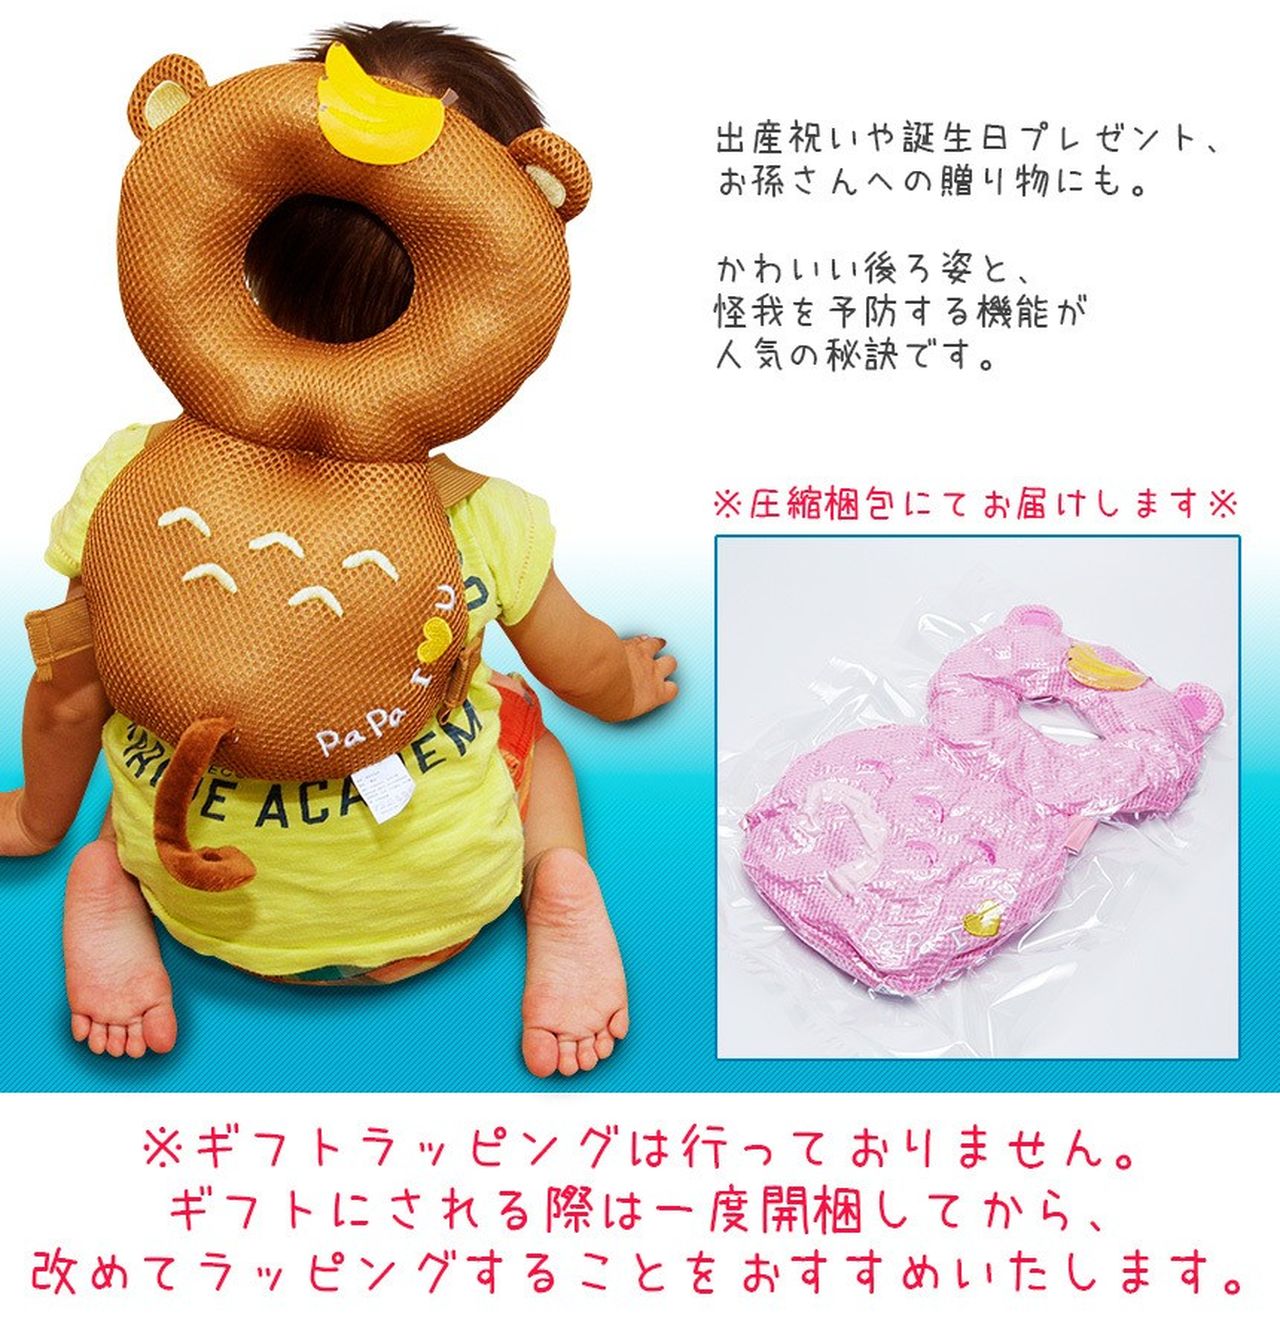 出産祝いや誕生日プレゼント、
お孫さんへの贈り物にも。
かわいい後ろ姿と、
怪我を予防する機能が
人気の秘訣です。
※圧縮梱包にてお届けします※
PaPa
I
U
ACADEM
PaPa I
※ギフトラッピングは行っておりません。
ギフトにされる際は一度開梱してから、
改めてラッピングすることをおすすめいたします。